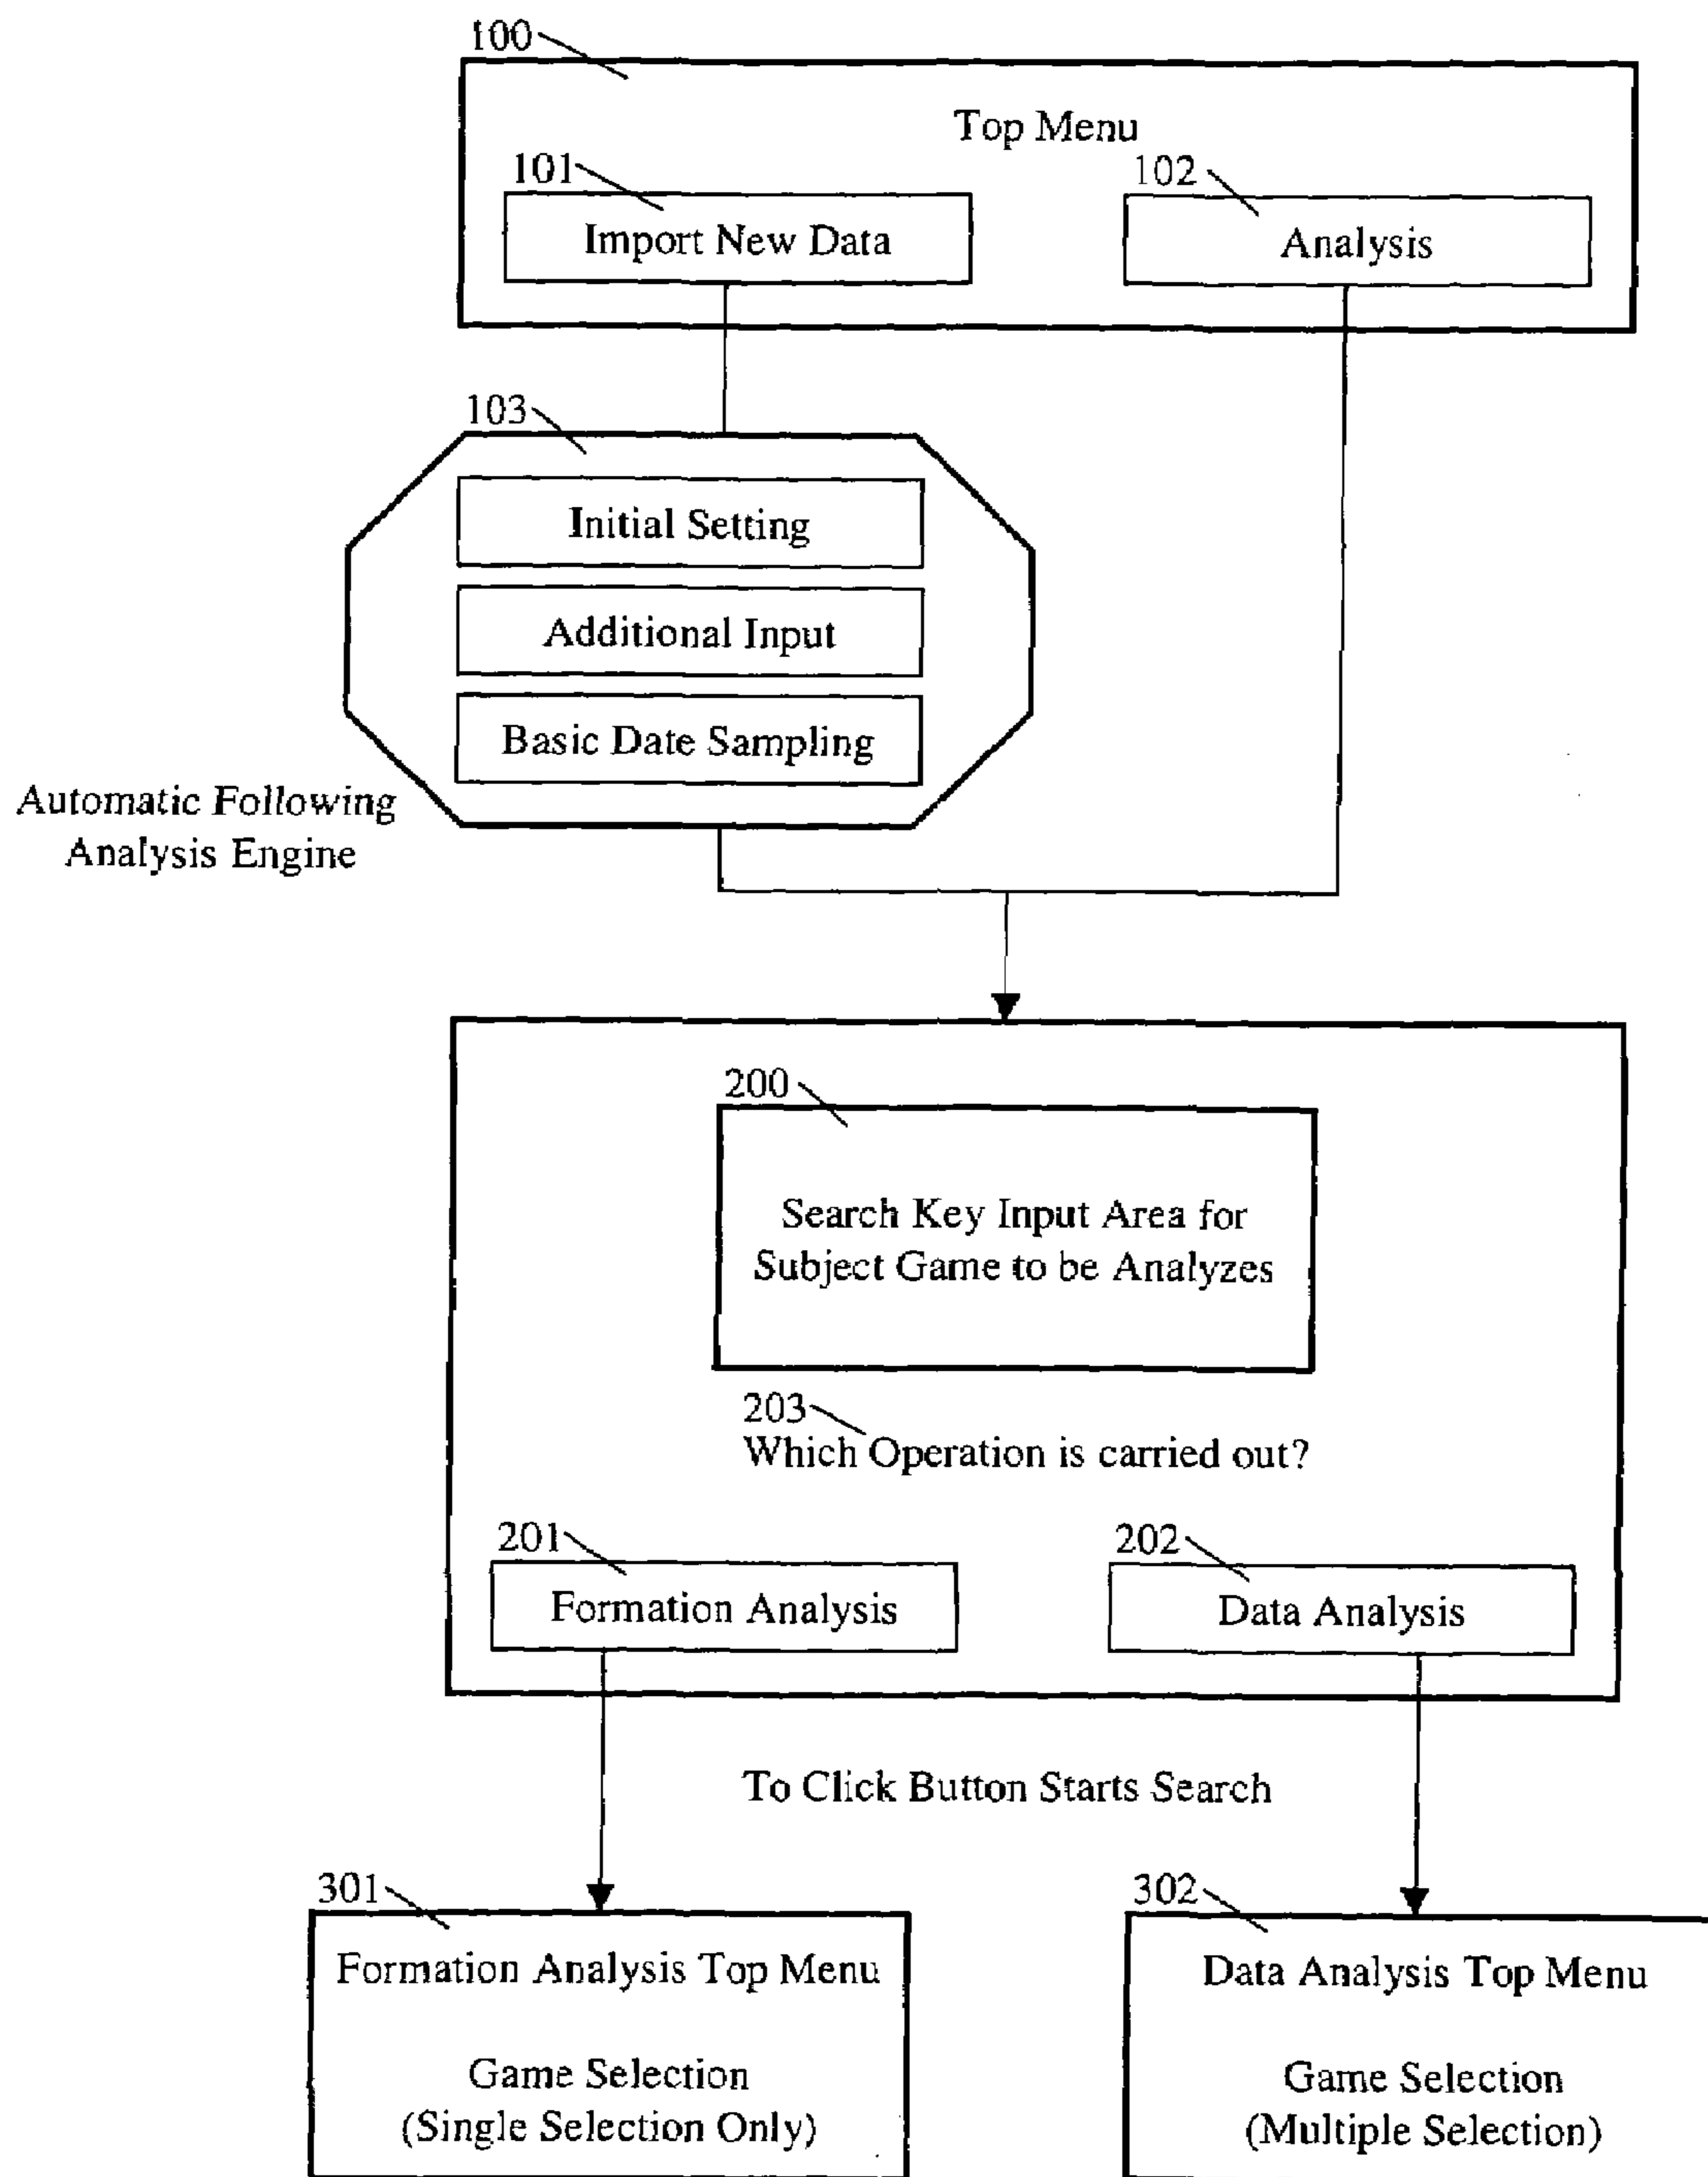 100
Top Menu
101
102
Import New Data
Analysis
103
Initial Setting
Additional Input
Basic Date Sampling
Automatic Following
Analysis Engine
200
Search Key Input Area for
Subject Game to be Analyzes
203
Which Operation is carried out?
201
202
Formation Analysis
Data Analysis
To Click Button Starts Search
301
302
Formation Analysis Top Menu
Game Selection
(Single Selection Only)
Data Analysis Top Menu
Game Selection
(Multiple Selection)